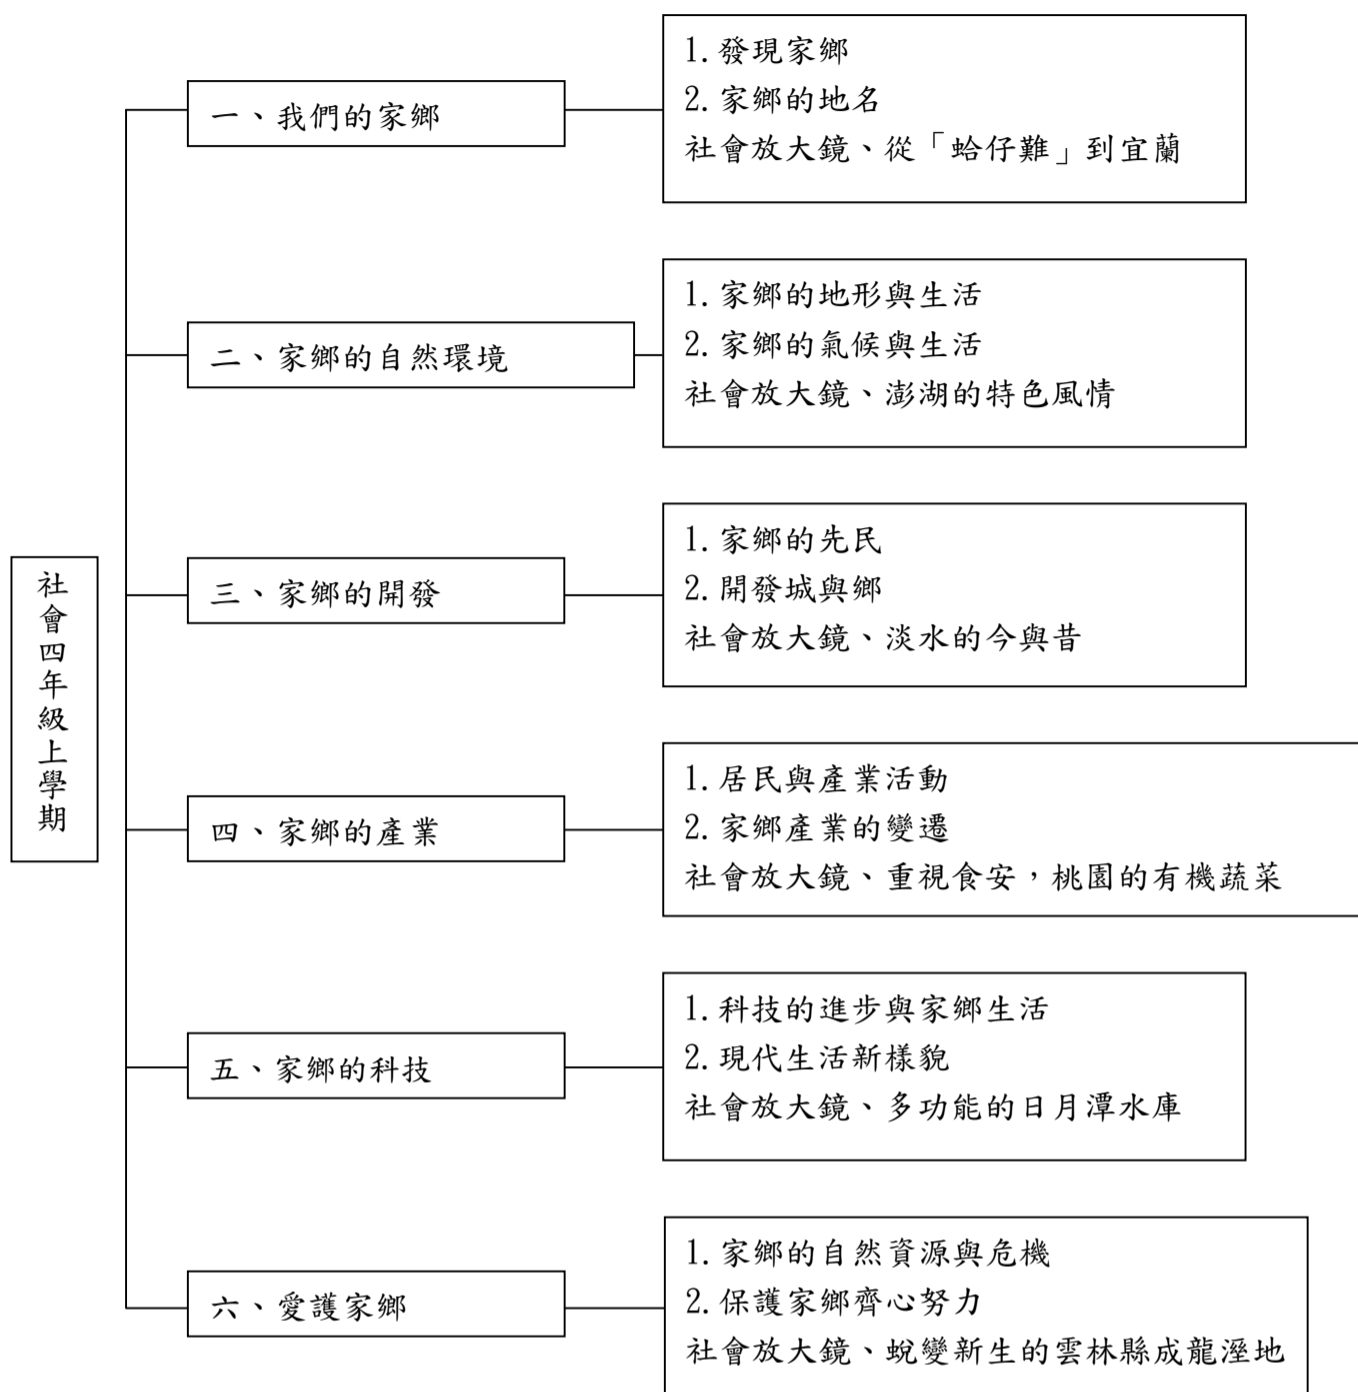 社會四年級上學期
一、我們的家鄉
1. 發現家鄉
2. 家鄉的地名
社會放大鏡、從「蛤仔難」到宜蘭
二、家鄉的自然環境
1. 家鄉的地形與生活
2. 家鄉的氣候與生活
社會放大鏡、澎湖的特色風情
三、家鄉的開發
1. 家鄉的先民
2. 開發城與鄉
社會放大鏡、淡水的今與昔
四、家鄉的產業
1. 居民與產業活動
2. 家鄉產業的變遷
社會放大鏡、重視食安，桃園的有機蔬菜
五、家鄉的科技
1. 科技的進步與家鄉生活
2. 現代生活新樣貌
社會放大鏡、多功能的日月潭水庫
六、愛護家鄉
1. 家鄉的自然資源與危機
2. 保護家鄉齊心努力
社會放大鏡、蛻變新生的雲林縣成龍溼地